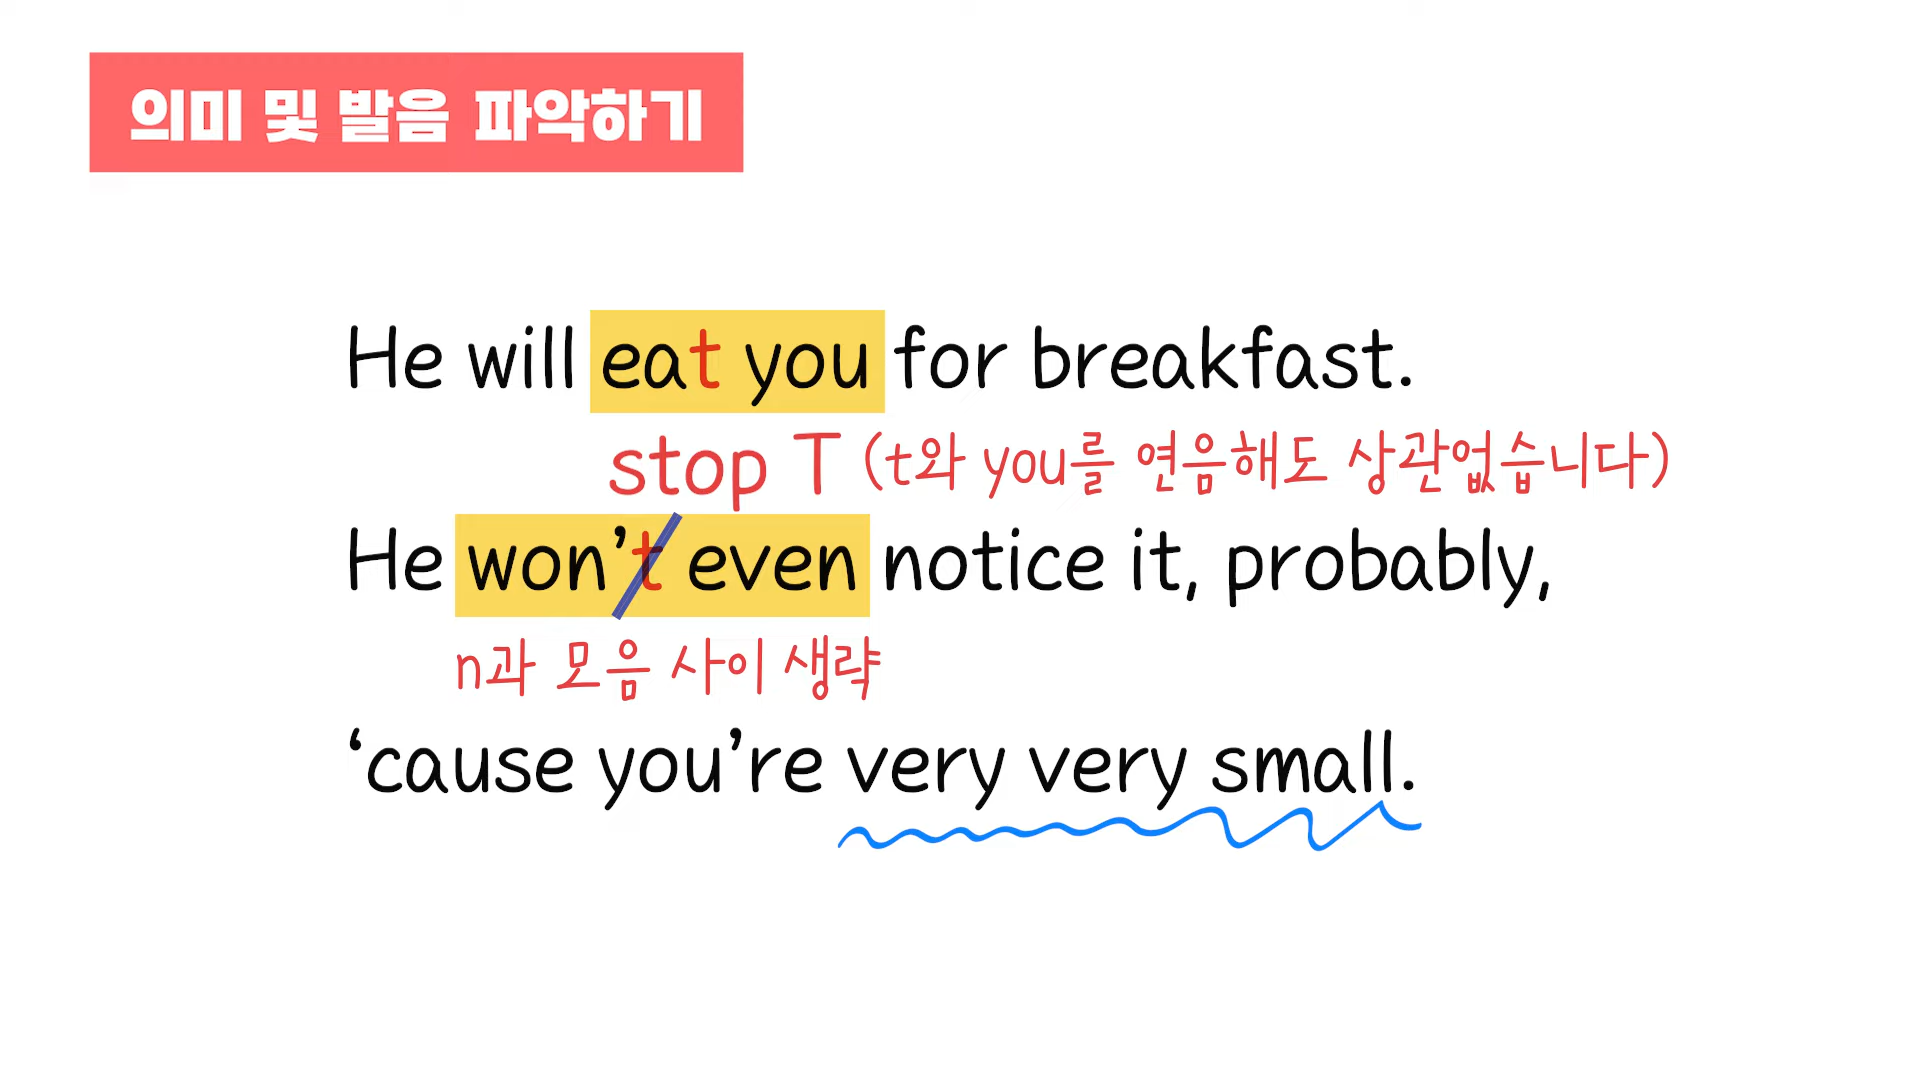 의미 및 발음 파악하기
He will eat you for breakfast.
stop T (t와 you를 연음해도 상관없습니다)
He won’t even notice it, probably,
n과 모음 사이 생략
‘cause you’re very very small.